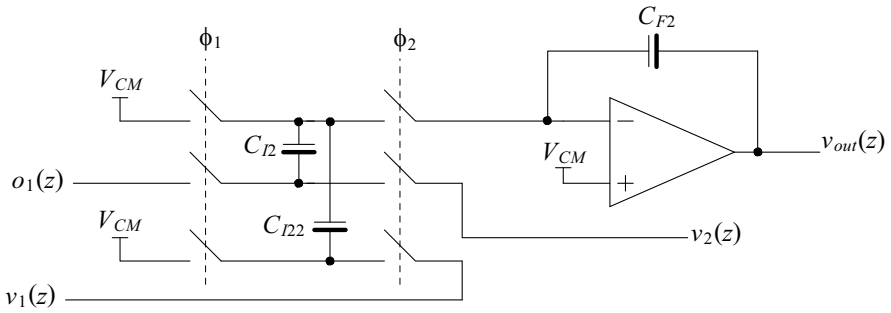 ϕ1 ϕ2 CF2
VCM
CI2
VCM
vout(z)
o1(z)
VCM
CI22
v2(z)
v1(z)